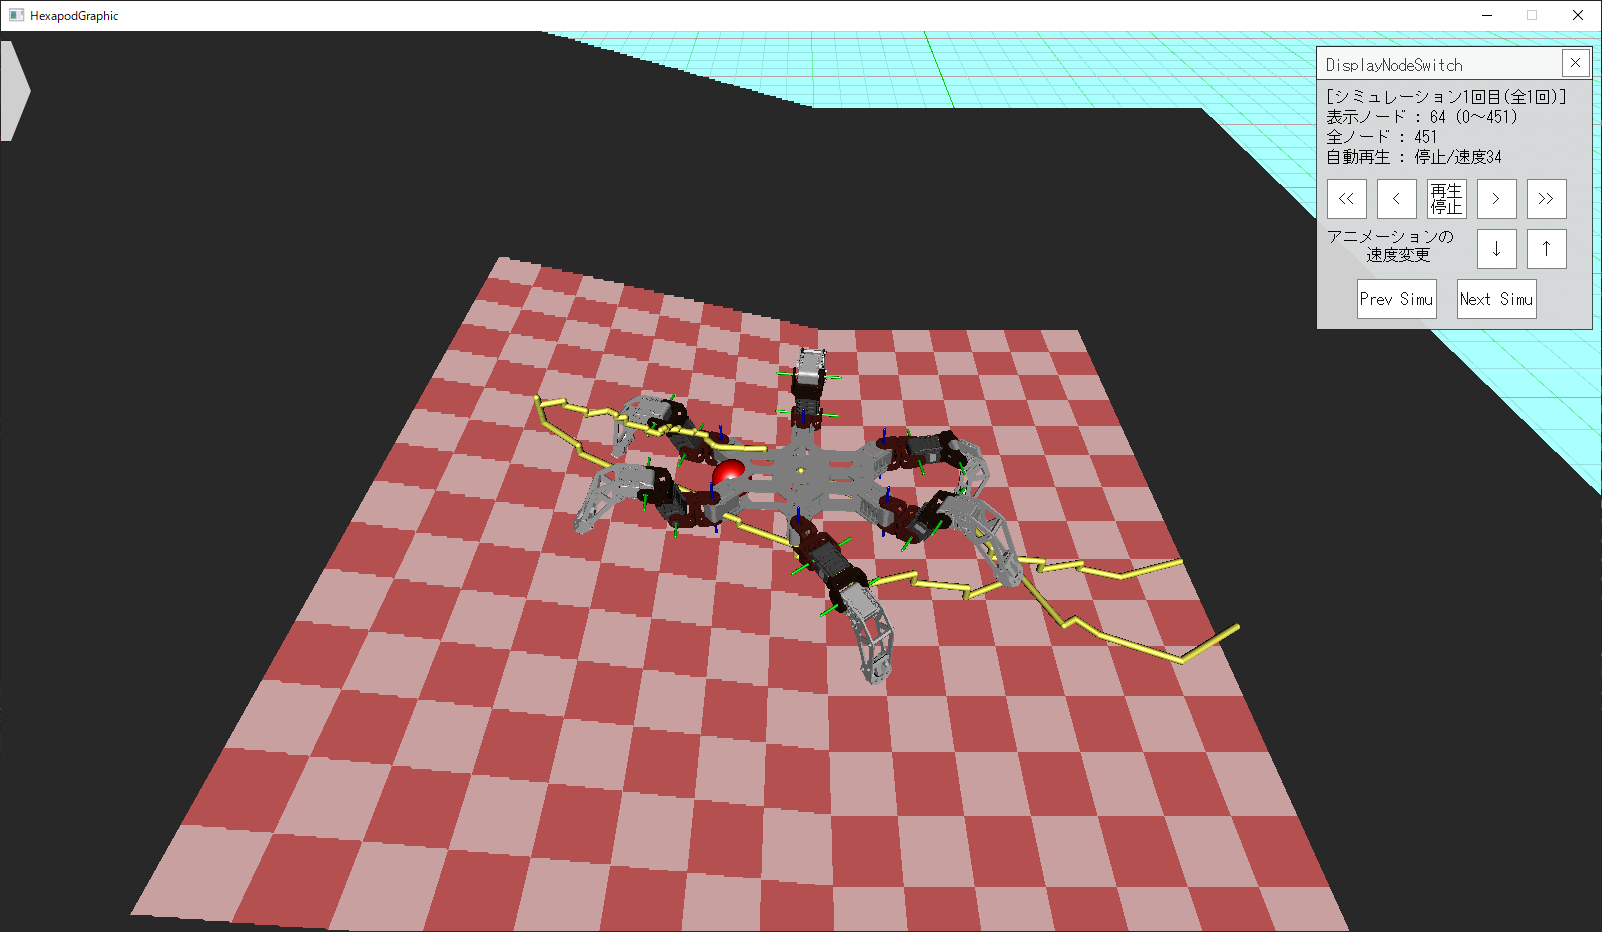 HexapodGraphic
DisplayNodeSwitch
[シミュレーション1回目(全1回)]
表示ノード : 64 (0～451)
全ノード : 451
自動再生 : 停止/速度34
<< < 再生 > >>
停止
アニメーションの ↓ ↑
速度変更
Prev Simu Next Simu